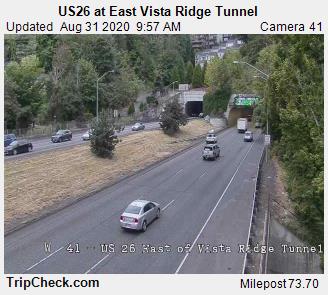 US26 at East Vista Ridge Tunnel
Updated  Aug 31 2020  9:57 AM
Camera 41
W  41 -- US 26 East of Vista Ridge Tunnel
TripCheck.com
Milepost73.70